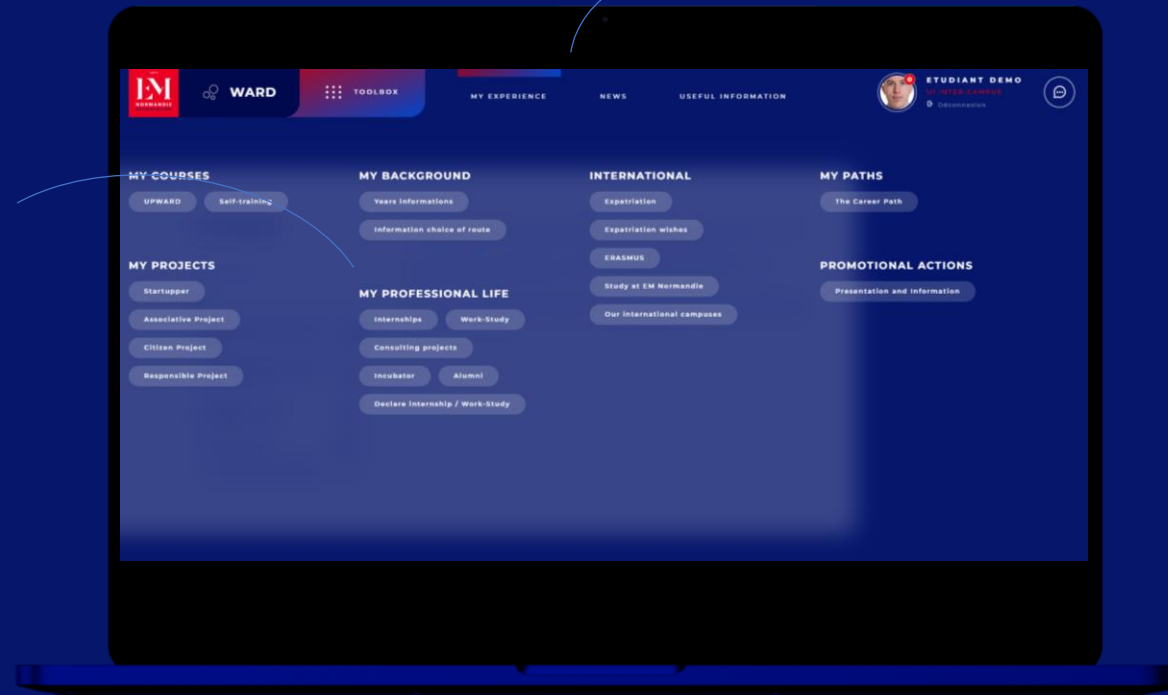 EM
NORMANDIE
WARD
TOOLBOX
MY EXPERIENCE
NEWS
USEFUL INFORMATION
ETUDIANT DEMO
UI INTER-CAMPUS
Déconnexion
MY COURSES
UPWARD
Self-training
MY PROJECTS
Startupper
Associative Project
Citizen Project
Responsible Project
MY BACKGROUND
Years informations
Information choice of route
MY PROFESSIONAL LIFE
Internships
Work-Study
Consulting projects
Incubator
Alumni
Declare internship / Work-Study
INTERNATIONAL
Expatriation
Expatriation wishes
ERASMUS
Study at EM Normandie
Our international campuses
MY PATHS
The Career Path
PROMOTIONAL ACTIONS
Presentation and Information